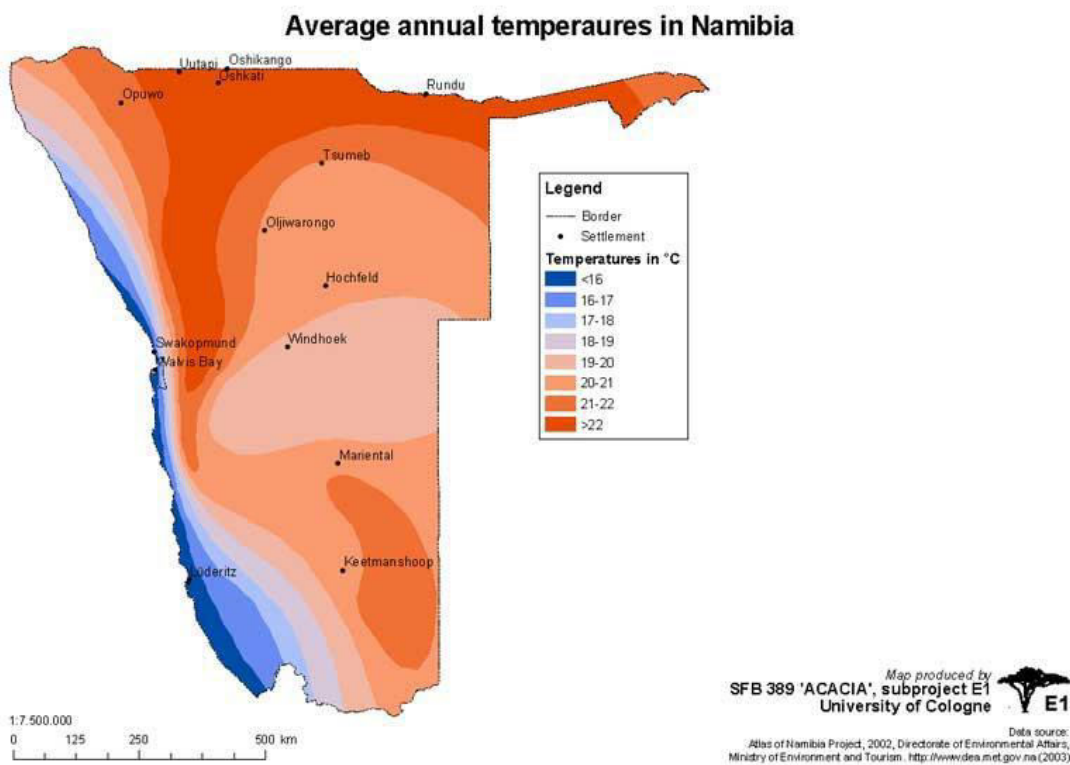 Average annual temperaures in Namibia
Uutapi
Oshikango
Oshkati
Opuwo
Rundu
Tsumeb
Oljiwarongo
Hochfeld
Swakopmund
Windhoek
Walvis Bay
Mariental
Keetmanshoop
Lüderitz
Legend
Border
Settlement
Temperatures in °C
<16
16-17
17-18
18-19
19-20
20-21
21-22
>22
1:7.500.000
0 125 250 500 km
Map produced by
SFB 389 'ACACIA', subproject E1
University of Cologne
E1
Data source:
Atlas of Namibia Project, 2002, Directorate of Environmental Affairs,
Ministry of Environment and Tourism. http://www.dea.met.gov.na (2003)